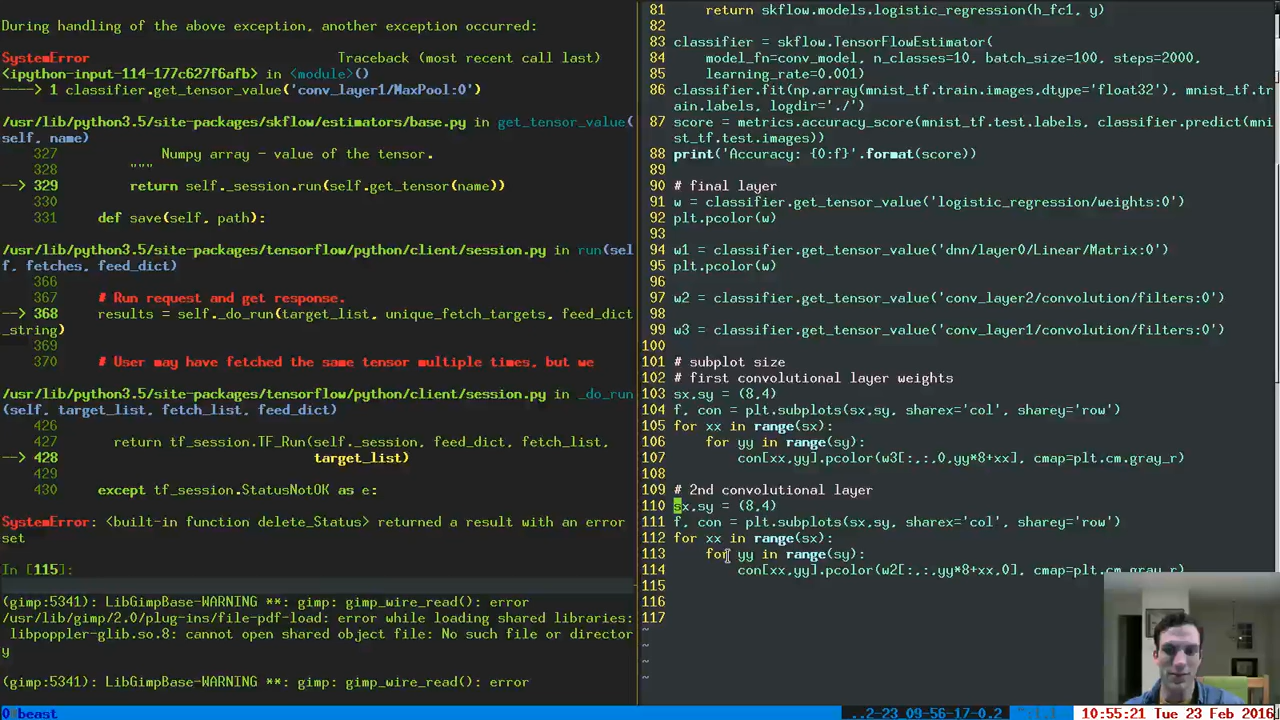 During handling of the above exception, another exception occurred:
SystemError                               Traceback (most recent call last)
<ipython-input-114-177c627f6afb> in <module>()
----> 1 classifier.get_tensor_value('conv_layer1/MaxPool:0')
/usr/lib/python3.5/site-packages/skflow/estimators/base.py in get_tensor_value(
self, name)
    327             Numpy array - value of the tensor.
    328         """
--> 329         return self._session.run(self.get_tensor(name))
    330
    331     def save(self, path):
/usr/lib/python3.5/site-packages/tensorflow/python/client/session.py in run(sel
f, fetches, feed_dict)
    366
    367     # Run request and get response.
--> 368     results = self._do_run(target_list, unique_fetch_targets, feed_dict
_string)
    369
    370     # User may have fetched the same tensor multiple times, but we
/usr/lib/python3.5/site-packages/tensorflow/python/client/session.py in _do_run
(self, target_list, fetch_list, feed_dict)
    426
    427       return tf_session.TF_Run(self._session, feed_dict, fetch_list,
--> 428                                target_list)
    429
    430     except tf_session.StatusNotOK as e:
SystemError: <built-in function delete_Status> returned a result with an error
set
In [115]:
(gimp:5341): LibGimpBase-WARNING **: gimp: gimp_wire_read(): error
/usr/lib/gimp/2.0/plug-ins/file-pdf-load: error while loading shared libraries:
 libpoppler-glib.so.8: cannot open shared object file: No such file or director
y
(gimp:5341): LibGimpBase-WARNING **: gimp: gimp_wire_read(): error
81     return skflow.models.logistic_regression(h_fc1, y)
82
83 classifier = skflow.TensorFlowEstimator(
84     model_fn=conv_model, n_classes=10, batch_size=100, steps=2000,
85     learning_rate=0.001)
86 classifier.fit(np.array(mnist_tf.train.images,dtype='float32'), mnist_tf.tr
ain.labels, logdir='./')
87 score = metrics.accuracy_score(mnist_tf.test.labels, classifier.predict(mni
st_tf.test.images))
88 print('Accuracy: {0:f}'.format(score))
89
90 # final layer
91 w = classifier.get_tensor_value('logistic_regression/weights:0')
92 plt.pcolor(w)
93
94 w1 = classifier.get_tensor_value('dnn/layer0/Linear/Matrix:0')
95 plt.pcolor(w)
96
97 w2 = classifier.get_tensor_value('conv_layer2/convolution/filters:0')
98
99 w3 = classifier.get_tensor_value('conv_layer1/convolution/filters:0')
100
101 # subplot size
102 # first convolutional layer weights
103 sx,sy = (8,4)
104 f, con = plt.subplots(sx,sy, sharex='col', sharey='row')
105 for xx in range(sx):
106     for yy in range(sy):
107         con[xx,yy].pcolor(w3[:,:,0,yy*8+xx], cmap=plt.cm.gray_r)
108
109 # 2nd convolutional layer
110 sx,sy = (8,4)
111 f, con = plt.subplots(sx,sy, sharex='col', sharey='row')
112 for xx in range(sx):
113     for yy in range(sy):
114         con[xx,yy].pcolor(w2[:,:,yy*8+xx,0], cmap=plt.cm.gray_r)
115
116
117
~
~
~
~
0 beast
..2-23_09-56-17-0.2
10:55:21 Tue 23 Feb 2016